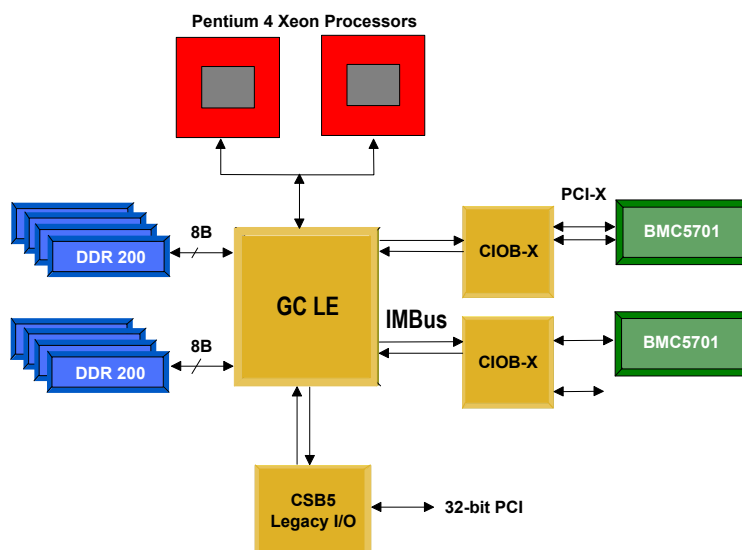 Pentium 4 Xeon Processors
PCI-X
8B
DDR 200
GC LE
CIOB-X
BMC5701
IMBus
8B
DDR 200
CIOB-X
BMC5701
CSB5
Legacy I/O
32-bit PCI